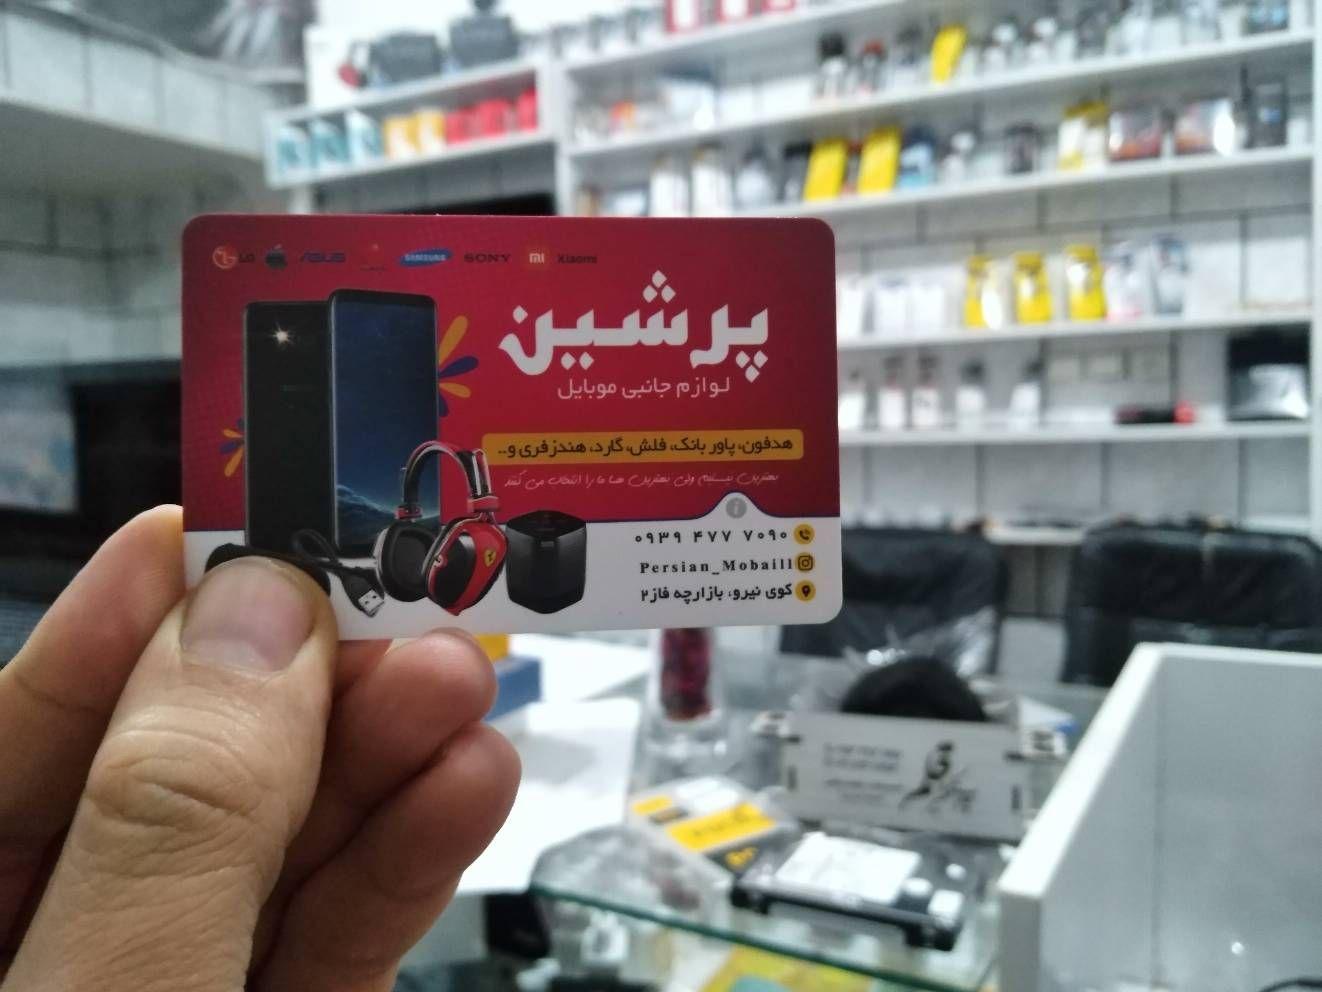 LG ASUS SAMSUNG SONY mi Xiaomi
پرشین
لوازم جانبی موبایل
هدفون، پاور بانک، فلش، گارد، هندزفری و...
بهترین نیستیم ولی بهترین ها ما را انتخاب می کنند
۰۹۳۹ ۴۷۷ ۷۰۹۰
Persian_Mobaill
کوی نیرو، بازارچه فاز۲